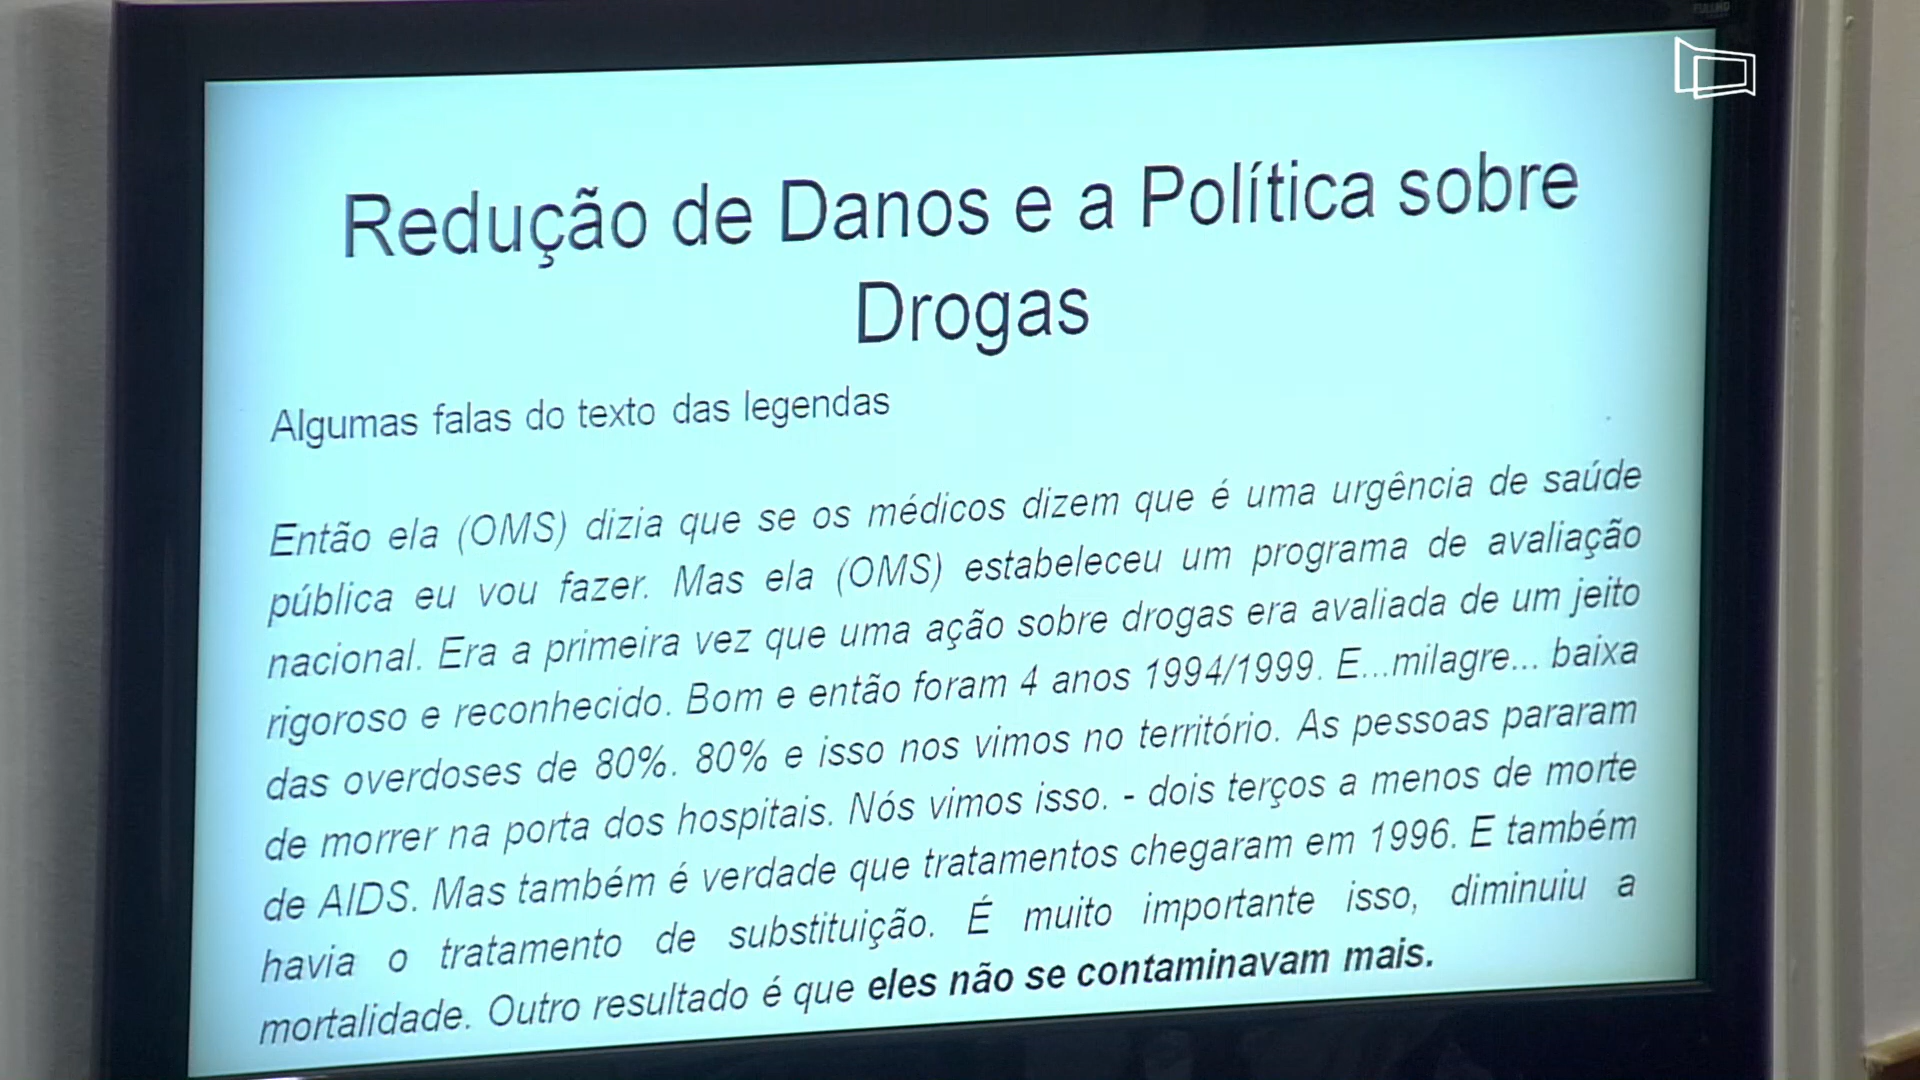 Redução de Danos e a Política sobre
Drogas
Algumas falas do texto das legendas
Então ela (OMS) dizia que se os médicos dizem que é uma urgência de saúde
pública eu vou fazer. Mas ela (OMS) estabeleceu um programa de avaliação
nacional. Era a primeira vez que uma ação sobre drogas era avaliada de um jeito
rigoroso e reconhecido. Bom e então foram 4 anos 1994/1999. E...milagre... baixa
das overdoses de 80%. 80% e isso nos vimos no território. As pessoas pararam
de morrer na porta dos hospitais. Nós vimos isso. - dois terços a menos de morte
de AIDS. Mas também é verdade que tratamentos chegaram em 1996. E também
havia o tratamento de substituição. É muito importante isso, diminuiu a
mortalidade. Outro resultado é que eles não se contaminavam mais.